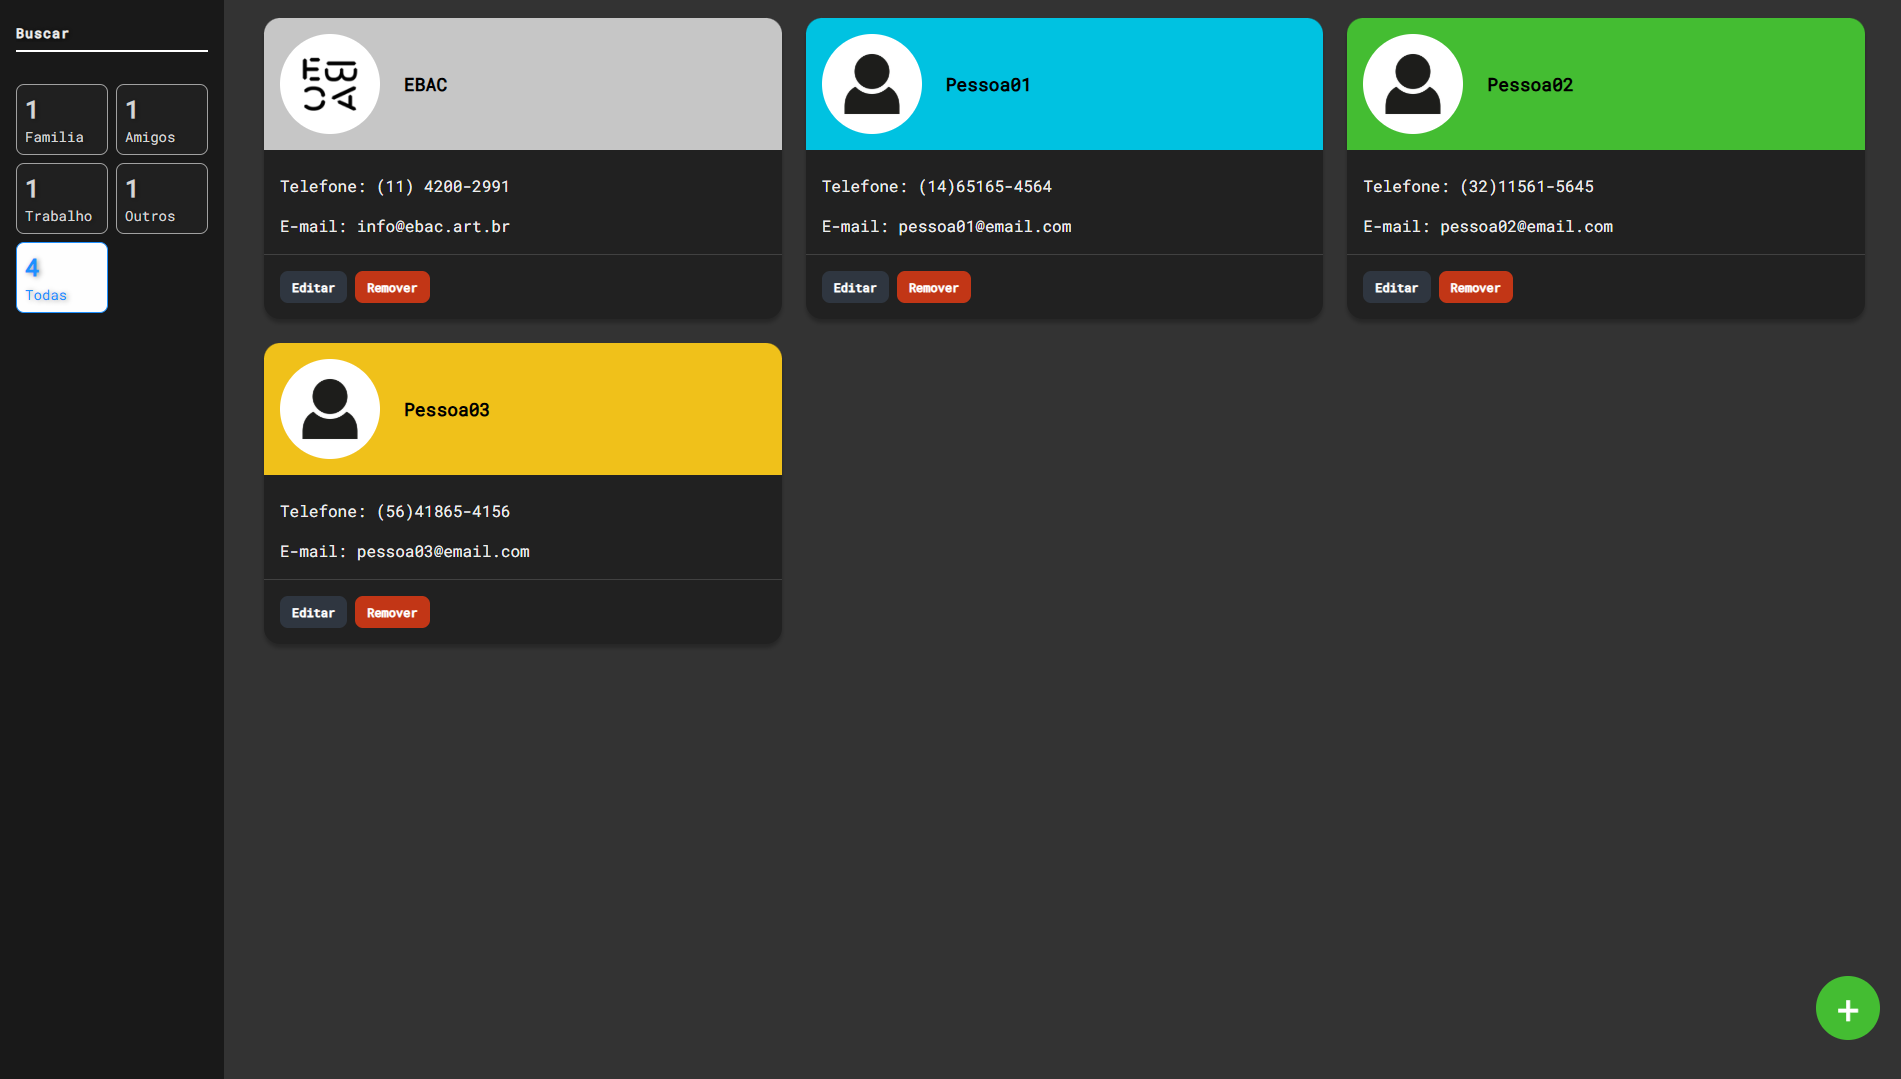 Buscar
1
Familia
1
Amigos
1
Trabalho
1
Outros
4
Todas
EBAC
EBAC
Telefone: (11) 4200-2991
E-mail: info@ebac.art.br
Editar
Remover
Pessoa01
Telefone: (14)65165-4564
E-mail: pessoa01@email.com
Editar
Remover
Pessoa02
Telefone: (32)11561-5645
E-mail: pessoa02@email.com
Editar
Remover
Pessoa03
Telefone: (56)41865-4156
E-mail: pessoa03@email.com
Editar
Remover
+